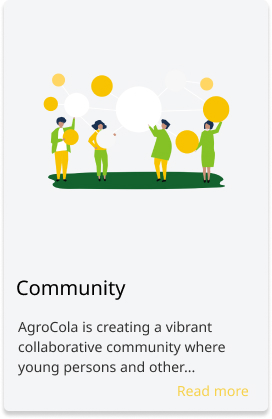 Community
AgroCola is creating a vibrant
collaborative community where
young persons and other...
Read more